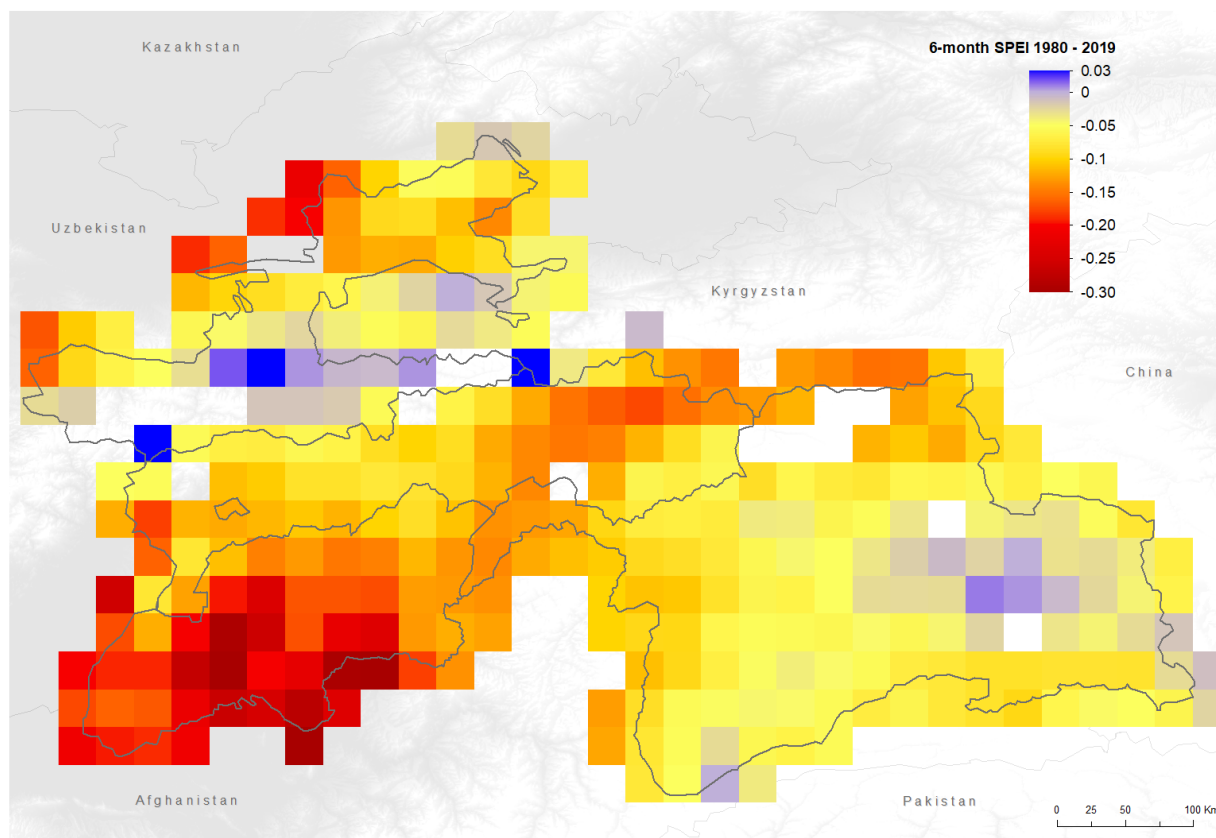 Kazakhstan
6-month SPEI 1980 - 2019
0.03
0
-0.05
-0.1
-0.15
-0.20
-0.25
-0.30
Uzbekistan
Kyrgyzstan
China
Afghanistan
Pakistan
0 25 50 100 Km